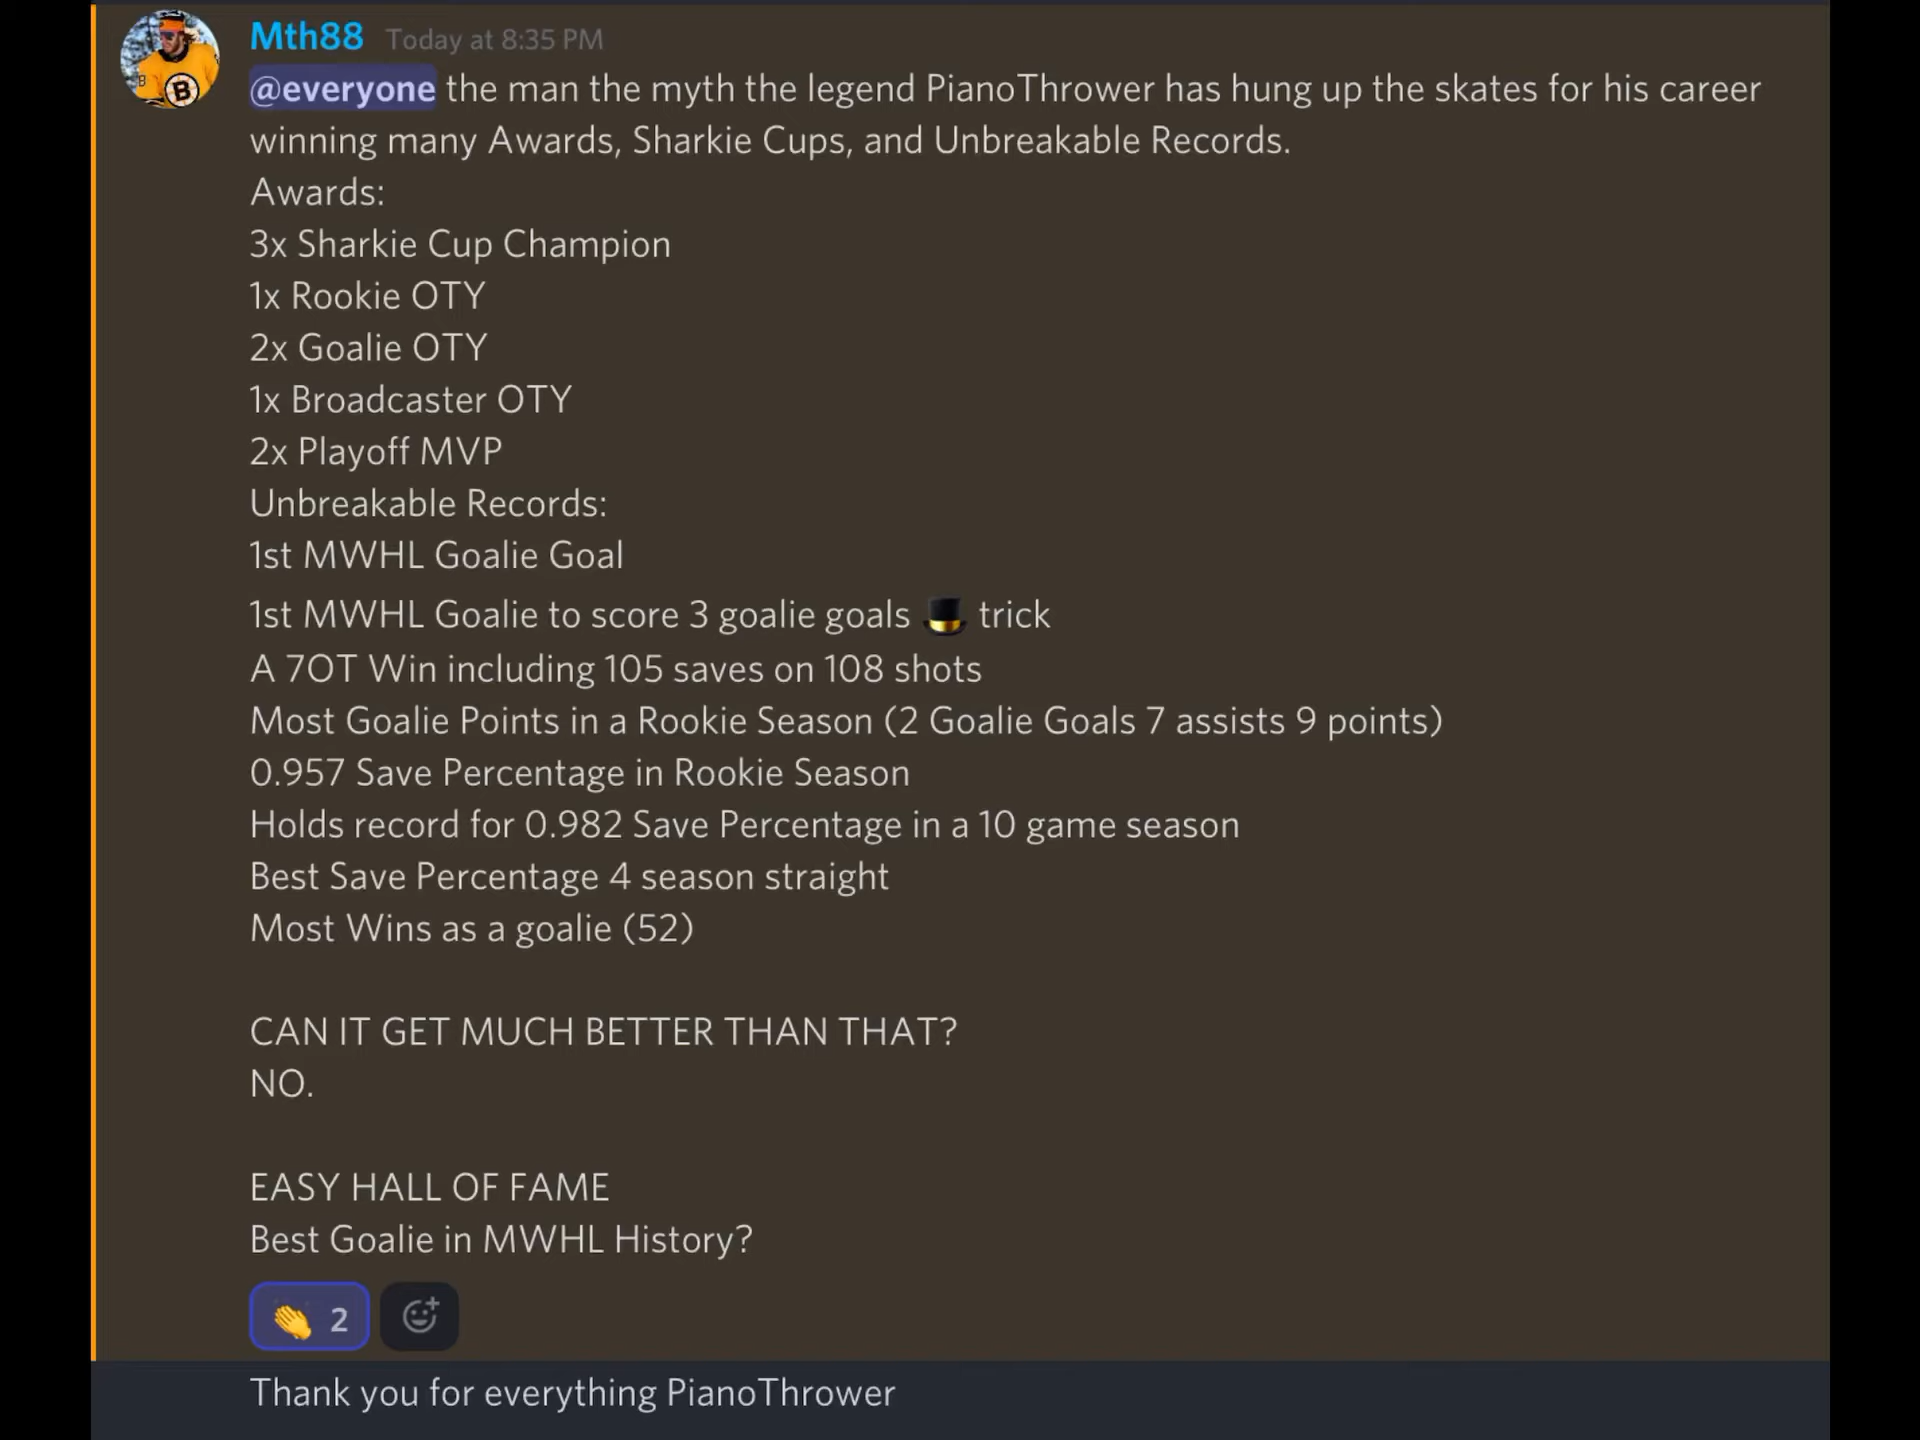 Mth88 Today at 8:35 PM
@everyone the man the myth the legend PianoThrower has hung up the skates for his career
winning many Awards, Sharkie Cups, and Unbreakable Records.
Awards:
3x Sharkie Cup Champion
1x Rookie OTY
2x Goalie OTY
1x Broadcaster OTY
2x Playoff MVP
Unbreakable Records:
1st MWHL Goalie Goal
1st MWHL Goalie to score 3 goalie goals 🎩 trick
A 7OT Win including 105 saves on 108 shots
Most Goalie Points in a Rookie Season (2 Goalie Goals 7 assists 9 points)
0.957 Save Percentage in Rookie Season
Holds record for 0.982 Save Percentage in a 10 game season
Best Save Percentage 4 season straight
Most Wins as a goalie (52)
CAN IT GET MUCH BETTER THAN THAT?
NO.
EASY HALL OF FAME
Best Goalie in MWHL History?
👏 2
Thank you for everything PianoThrower